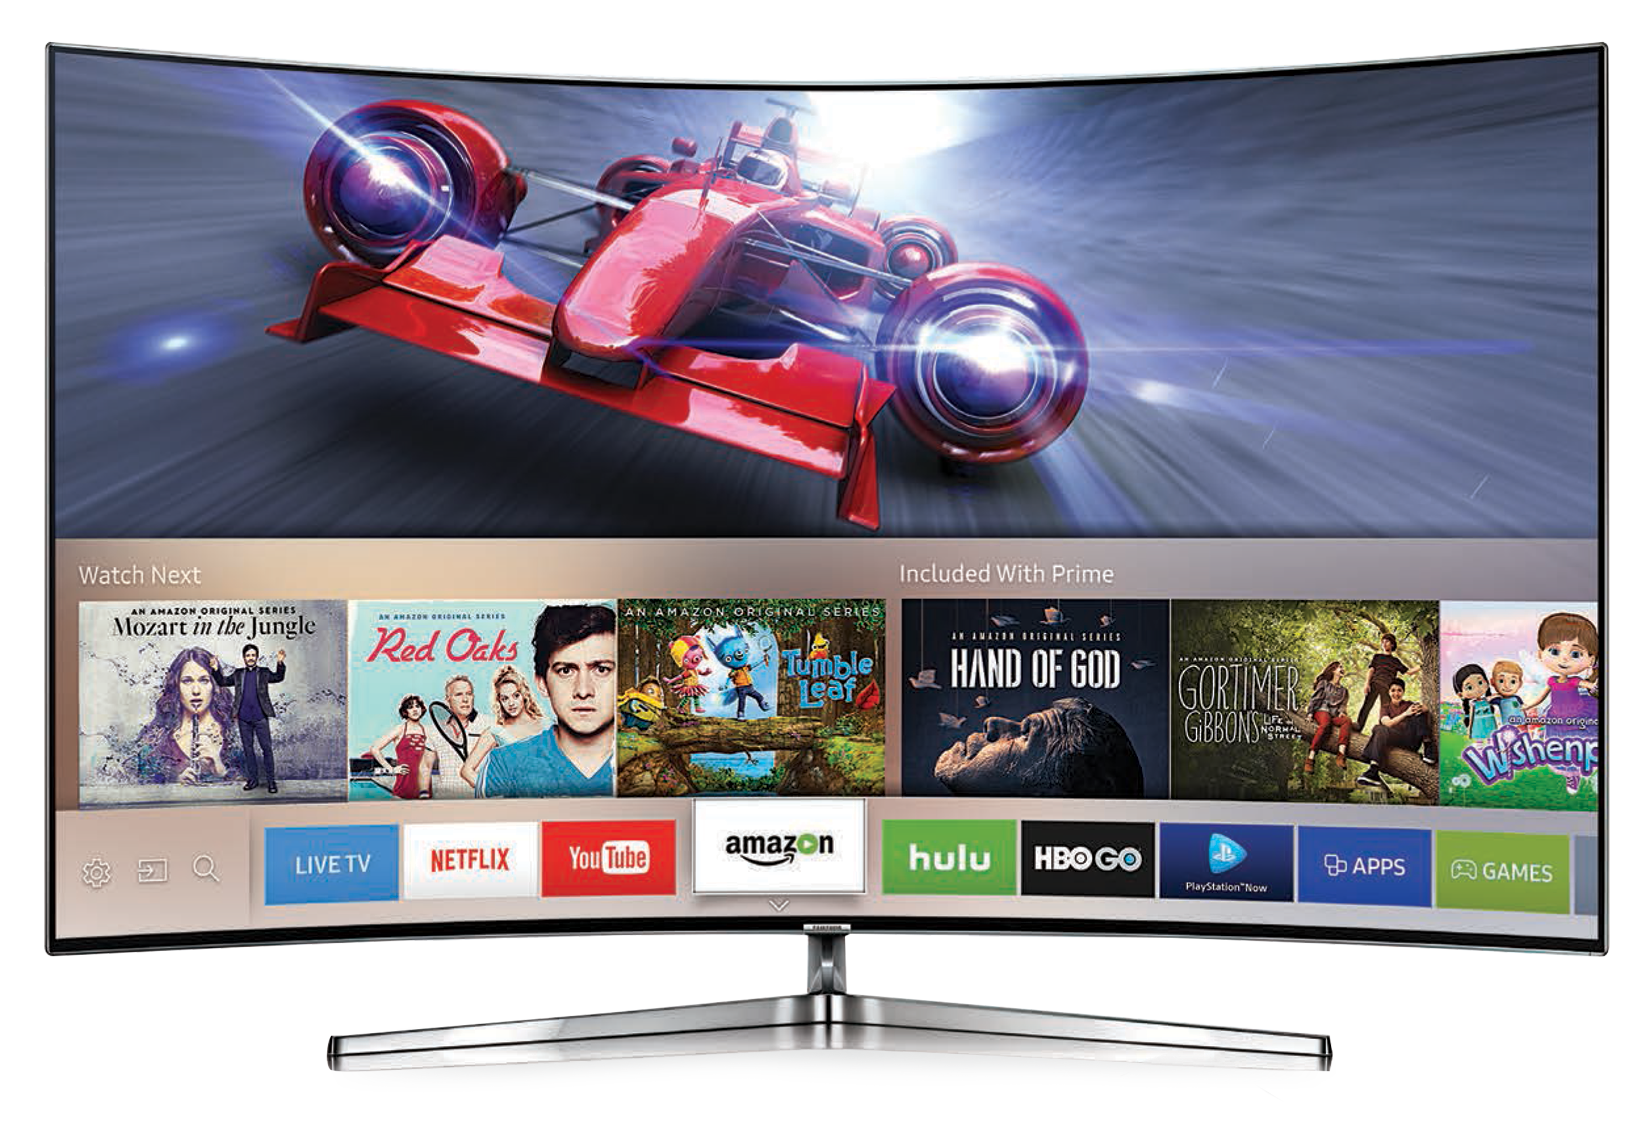 Watch Next
Included With Prime
AN AMAZON ORIGINAL SERIES
Mozart in the Jungle
AN AMAZON ORIGINAL SERIES
Red Oaks
AN AMAZON ORIGINAL SERIES
Tumble
Leaf
AN AMAZON ORIGINAL SERIES
HAND OF GOD
AN AMAZON ORIGINAL SERIES
GORTIMER
GIBBONS
LIFE ON
NORMAL
STREET
an amazon origin
Wishenp
LIVE TV
NETFLIX
YouTube
amazon
hulu
HBO GO
PlayStation™Now
APPS
GAMES
SAMSUNG